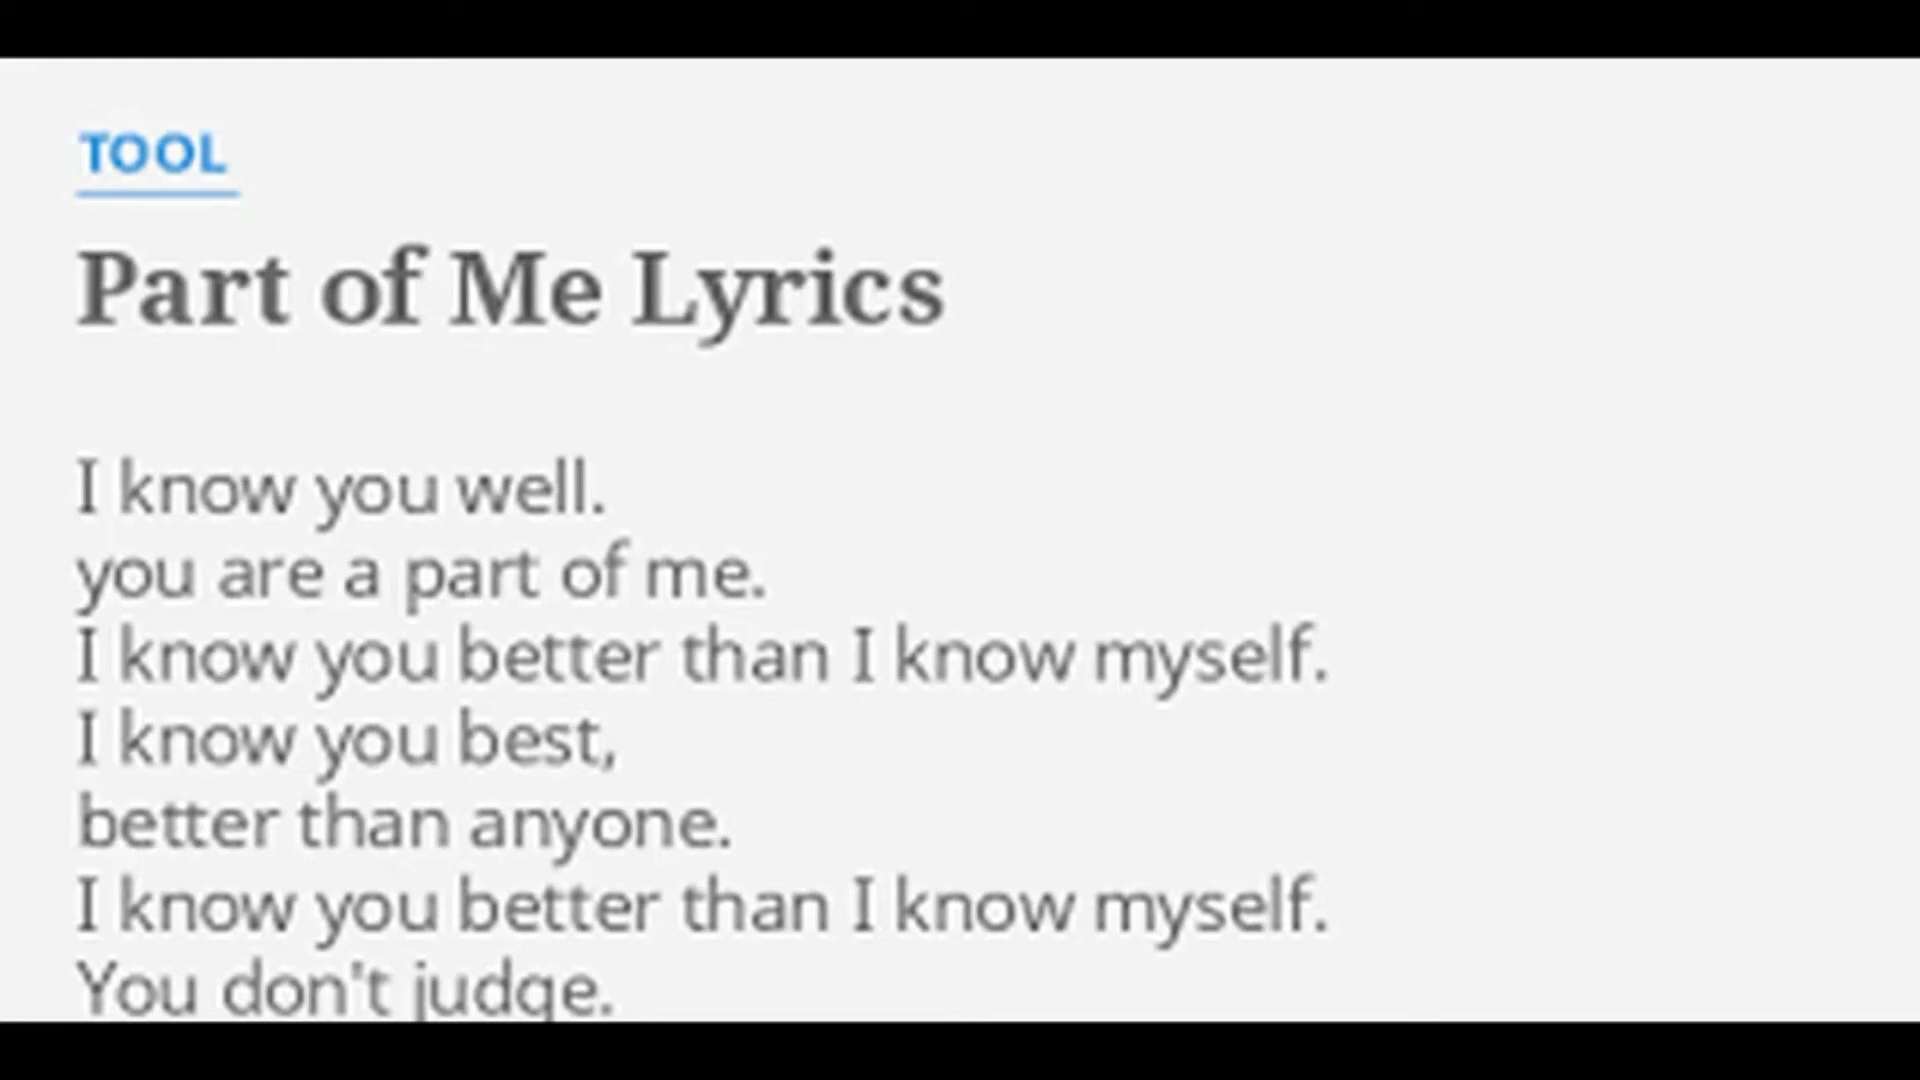 TOOL
Part of Me Lyrics
I know you well.
you are a part of me.
I know you better than I know myself.
I know you best,
better than anyone.
I know you better than I know myself.
You don't judge.